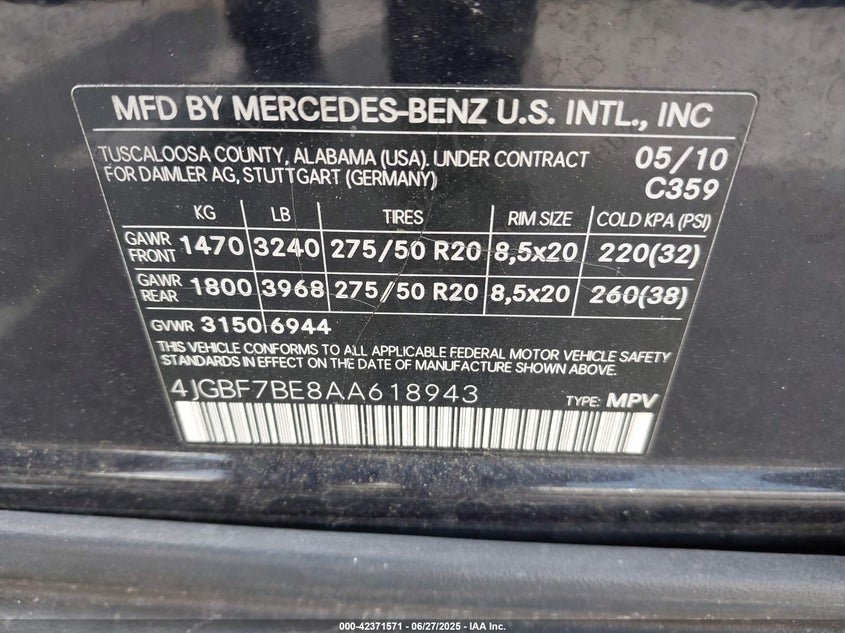 MFD BY MERCEDES-BENZ U.S. INTL., INC
TUSCALOOSA COUNTY, ALABAMA (USA). UNDER CONTRACT 05/10
FOR DAIMLER AG, STUTTGART (GERMANY) C359
KG LB TIRES RIM SIZE COLD KPA (PSI)
GAWR FRONT 1470 3240 275/50 R20 8,5x20 220(32)
GAWR REAR 1800 3968 275/50 R20 8,5x20 260(38)
GVWR 3150 6944
THIS VEHICLE CONFORMS TO ALL APPLICABLE FEDERAL MOTOR VEHICLE SAFETY
STANDARDS IN EFFECT ON THE DATE OF MANUFACTURE SHOWN ABOVE.
4JGBF7BE8AA618943 TYPE: MPV
000-42371571 | 06/27/2025 - IAA Inc.